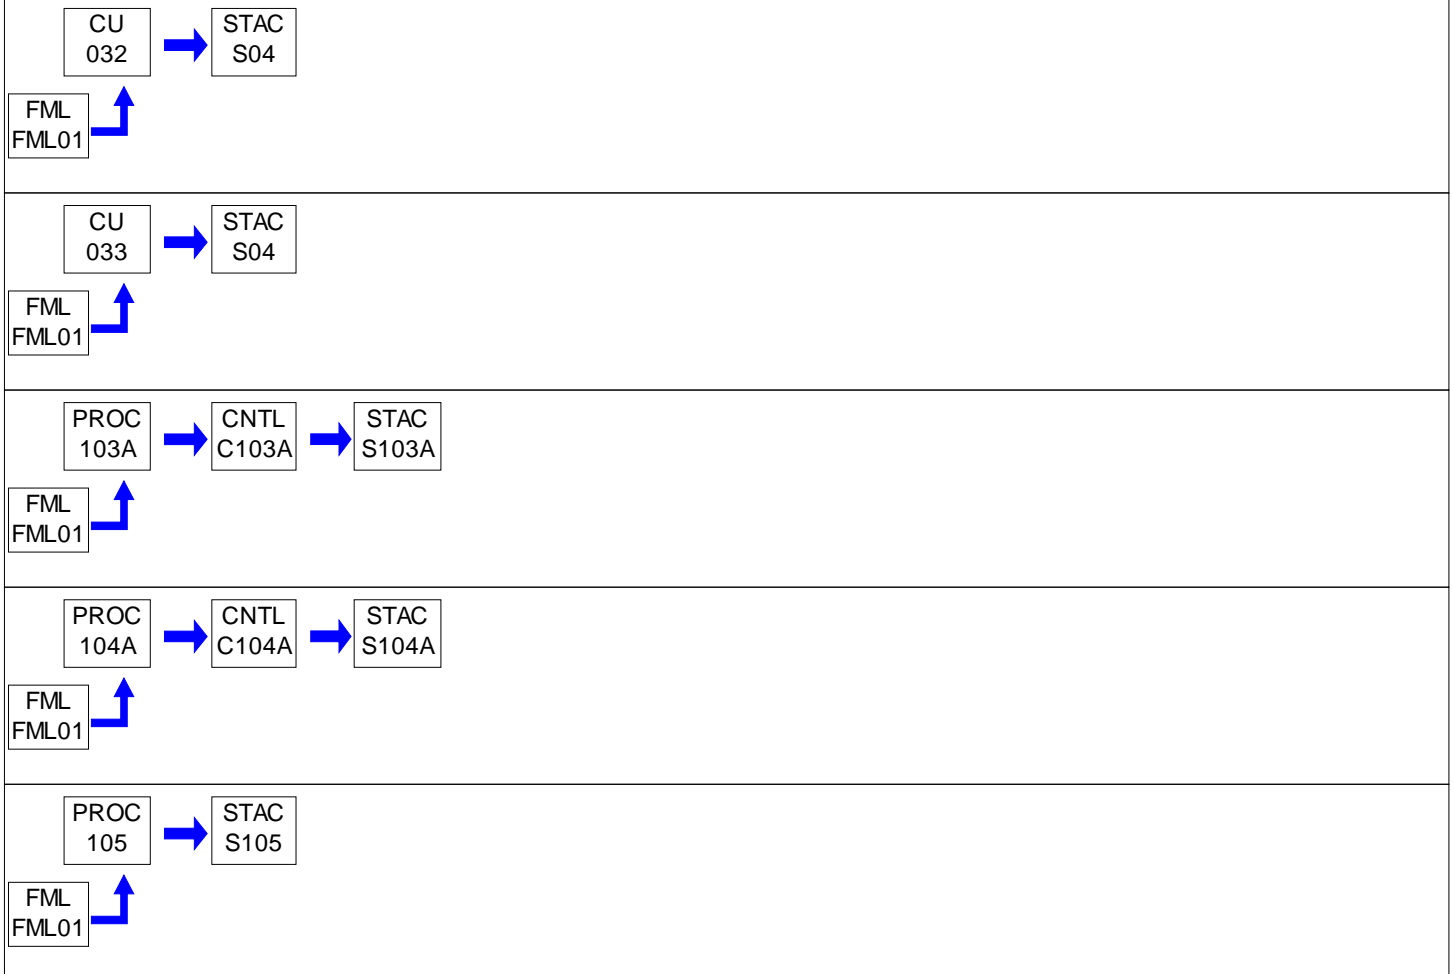 CU
032
STAC
S04
FML
FML01
CU
033
STAC
S04
FML
FML01
PROC
103A
CNTL
C103A
STAC
S103A
FML
FML01
PROC
104A
CNTL
C104A
STAC
S104A
FML
FML01
PROC
105
STAC
S105
FML
FML01